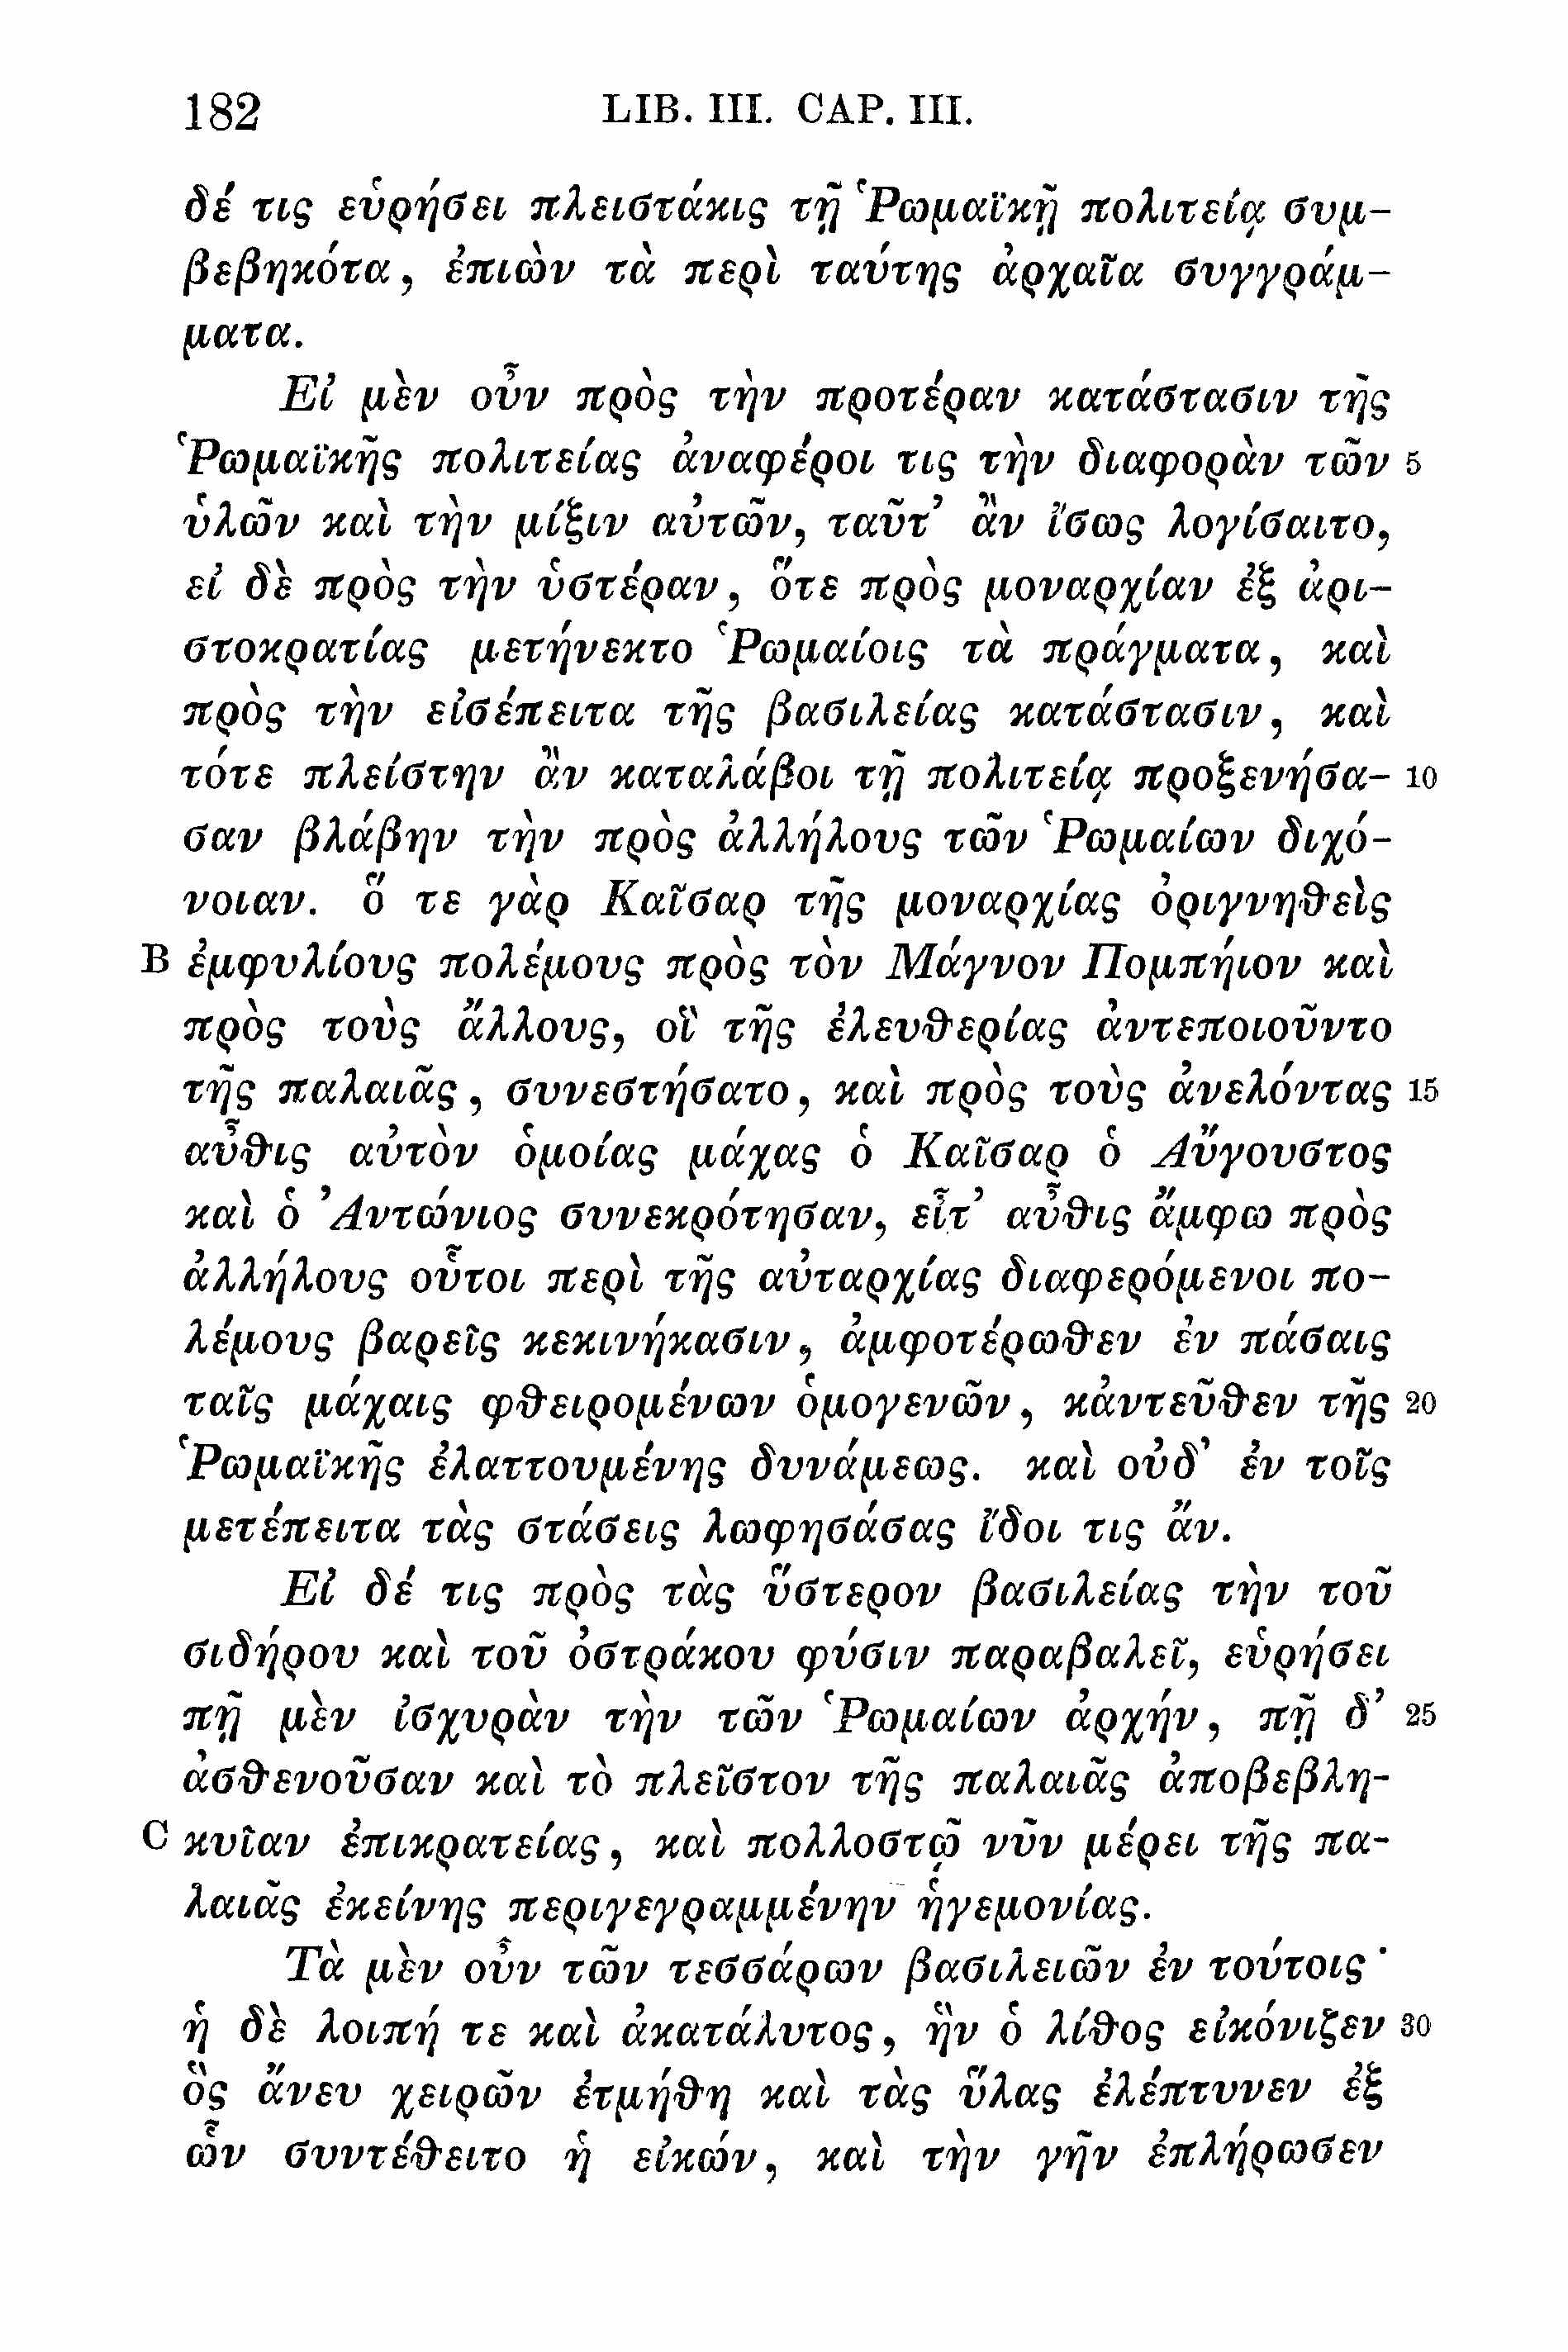 182 LIB. III. CAP. III.
δέ τις εὑρήσει πλειστάκις τῇ Ῥωμαϊκῇ πολιτείᾳ συμ-
βεβηκότα, ἐπιὼν τὰ περὶ ταύτης ἀρχαῖα συγγράμ-
ματα.
Εἰ μὲν οὖν πρὸς τὴν προτέραν κατάστασιν τῆς
Ῥωμαϊκῆς πολιτείας ἀναφέροι τις τὴν διαφορὰν τῶν 5
ὑλῶν καὶ τὴν μίξιν αὐτῶν, ταῦτ’ ἂν ἴσως λογίσαιτο,
εἰ δὲ πρὸς τὴν ὑστέραν, ὅτε πρὸς μοναρχίαν ἐξ ἀρι-
στοκρατίας μετήνεκτο Ῥωμαίοις τὰ πράγματα, καὶ
πρὸς τὴν εἰσέπειτα τῆς βασιλείας κατάστασιν, καὶ
τότε πλείστην ἂν καταλάβοι τῇ πολιτείᾳ προξενήσα- 10
σαν βλάβην τὴν πρὸς ἀλλήλους τῶν Ῥωμαίων διχό-
νοιαν. ὅ τε γὰρ Καῖσαρ τῆς μοναρχίας ὀριγνηθεὶς
B ἐμφυλίους πολέμους πρὸς τὸν Μάγνον Πομπήιον καὶ
πρὸς τοὺς ἄλλους, οἳ τῆς ἐλευθερίας ἀντεποιοῦντο
τῆς παλαιᾶς, συνεστήσατο, καὶ πρὸς τοὺς ἀνελόντας 15
αὖθις αὐτὸν ὁμοίας μάχας ὁ Καῖσαρ ὁ Αὔγουστος
καὶ ὁ Ἀντώνιος συνεκρότησαν, εἶτ’ αὖθις ἄμφω πρὸς
ἀλλήλους οὗτοι περὶ τῆς αὐταρχίας διαφερόμενοι πο-
λέμους βαρεῖς κεκινήκασιν, ἀμφοτέρωθεν ἐν πάσαις
ταῖς μάχαις φθειρομένων ὁμογενῶν, κἀντεῦθεν τῆς 20
Ῥωμαϊκῆς ἐλαττουμένης δυνάμεως. καὶ οὐδ’ ἐν τοῖς
μετέπειτα τὰς στάσεις λωφησάσας ἴδοι τις ἄν.
Εἰ δέ τις πρὸς τὰς ὕστερον βασιλείας τὴν τοῦ
σιδήρου καὶ τοῦ ὀστράκου φύσιν παραβαλεῖ, εὑρήσει
πῇ μὲν ἰσχυρὰν τὴν τῶν Ῥωμαίων ἀρχήν, πῇ δ’ 25
ἀσθενοῦσαν καὶ τὸ πλεῖστον τῆς παλαιᾶς ἀποβεβλη-
C κυῖαν ἐπικρατείας, καὶ πολλοστῷ νῦν μέρει τῆς πα-
λαιᾶς ἐκείνης περιγεγραμμένην ἡγεμονίας.
Τὰ μὲν οὖν τῶν τεσσάρων βασιλειῶν ἐν τούτοις·
ἡ δὲ λοιπή τε καὶ ἀκατάλυτος, ἣν ὁ λίθος εἰκόνιζεν 30
ὃς ἄνευ χειρῶν ἐτμήθη καὶ τὰς ὕλας ἐλέπτυνεν ἐξ
ὧν συντέθειτο ἡ εἰκών, καὶ τὴν γῆν ἐπλήρωσεν